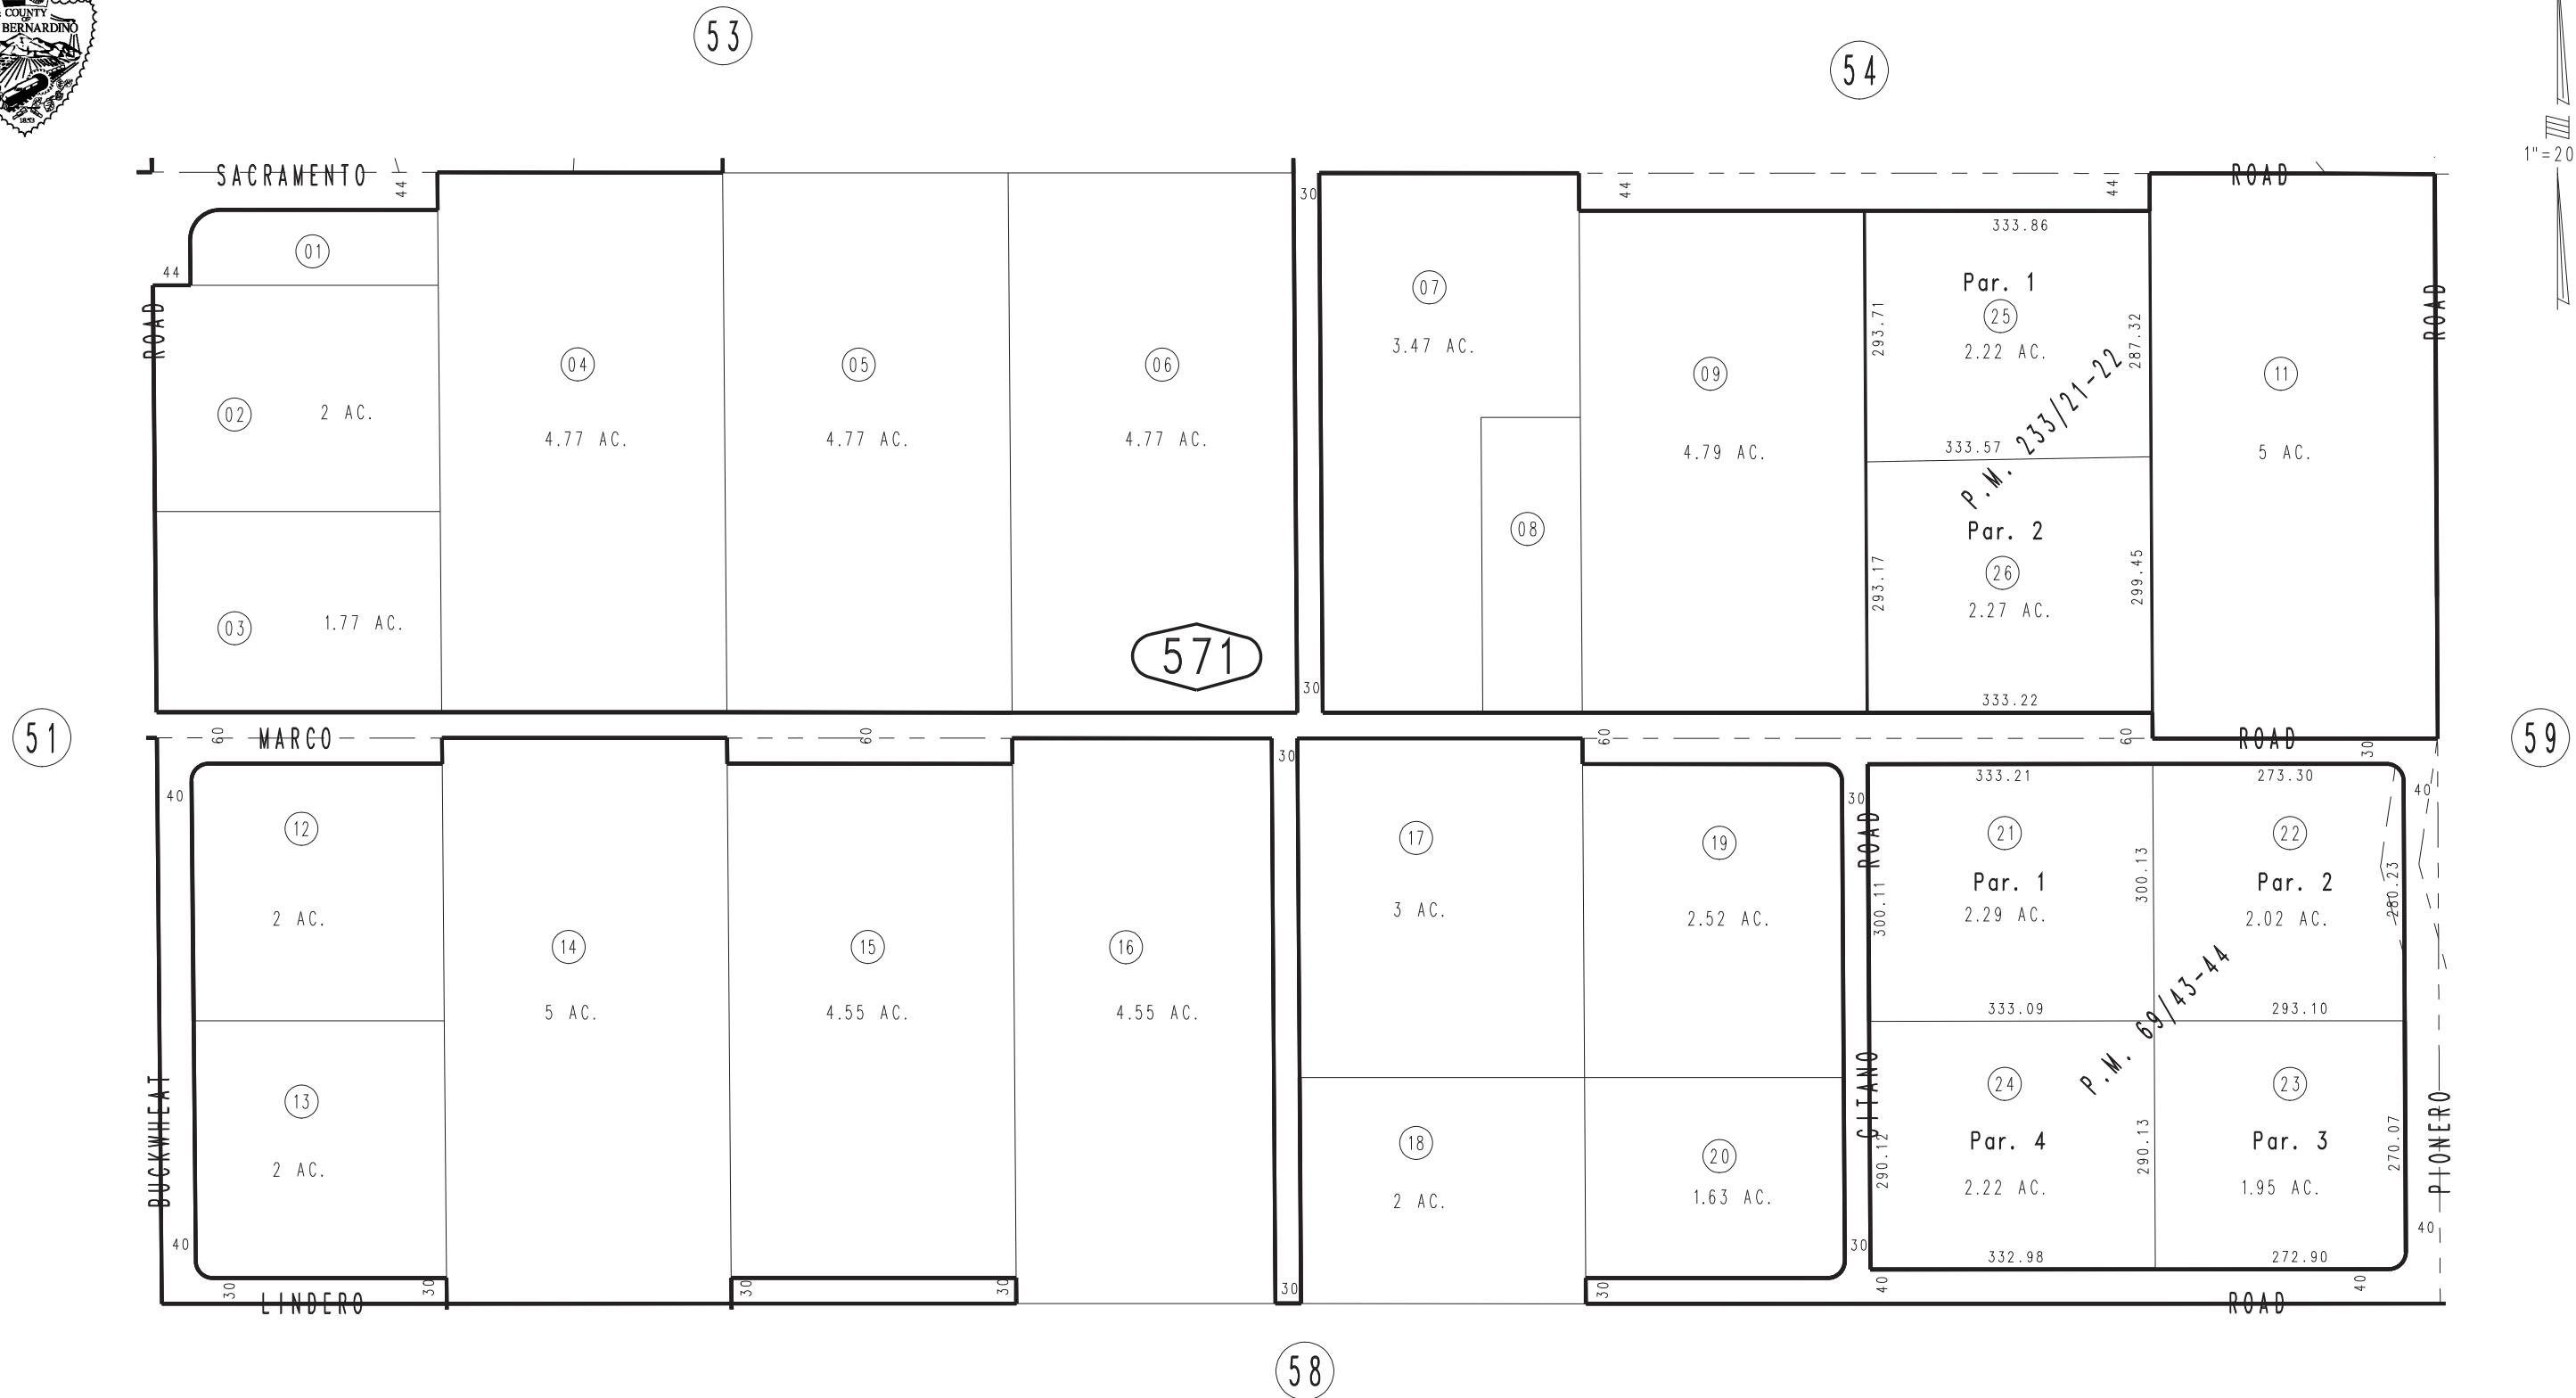 COUNTY
BERNARDINO
1853
53
54
1"=20
SACRAMENTO
44
30
44
44
ROAD
01
44
333.86
Par. 1
25
2.22 AC.
293.71
287.32
ROAD
07
3.47 AC.
ROAD
04
05
06
09
11
02
2 AC.
4.77 AC.
4.77 AC.
4.77 AC.
4.79 AC.
5 AC.
333.57
P.M. 233/21-22
08
Par. 2
26
2.27 AC.
293.17
299.45
03
1.77 AC.
571
30
333.22
51
60
MARCO
60
60
60
ROAD
30
59
30
333.21
273.30
40
30
40
12
17
19
ROAD
21
22
300.11
Par. 1
300.13
Par. 2
280.23
2 AC.
3 AC.
2.52 AC.
2.29 AC.
2.02 AC.
14
15
16
5 AC.
4.55 AC.
4.55 AC.
333.09
293.10
P.M. 69/43-44
13
24
23
BUCKWHEAT
GITANO
PIONERO
18
20
290.12
Par. 4
290.13
Par. 3
270.07
2 AC.
2 AC.
1.63 AC.
2.22 AC.
1.95 AC.
40
30
332.98
272.90
40
30
30
30
30
30
30
40
40
LINDERO
ROAD
58